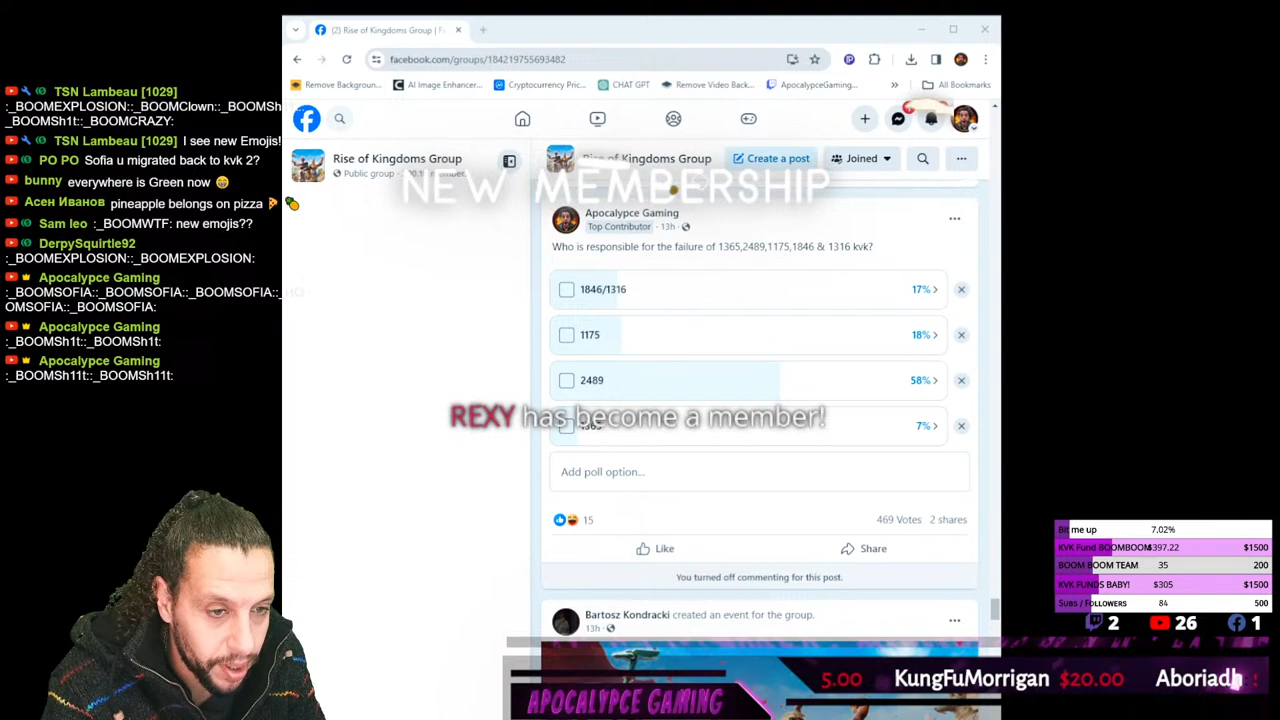 (2) Rise of Kingdoms Group | F
facebook.com/groups/184219755693482
Remove Backgroun...
AI Image Enhancer...
Cryptocurrency Pric...
CHAT GPT
Remove Video Back...
ApocalypceGaming...
All Bookmarks
TSN Lambeau [1029]
:_BOOMEXPLOSION::_BOOMClown::_BOOMSh1
_BOOMSh1t::_BOOMCRAZY:
TSN Lambeau [1029] I see new Emojis!
PO PO Sofia u migrated back to kvk 2?
bunny everywhere is Green now
Асен Иванов pineapple belongs on pizza
Sam leo :_BOOMWTF: new emojis??
DerpySquirtle92
:_BOOMEXPLOSION::_BOOMEXPLOSION:
Apocalypce Gaming
:_BOOMSOFIA::_BOOMSOFIA::_BOOMSOFIA:
OMSOFIA::_BOOMSOFIA:
Apocalypce Gaming
:_BOOMSh1t::_BOOMSh1t:
Apocalypce Gaming
:_BOOMSh11t::_BOOMSh11t:
Rise of Kingdoms Group
Public group
Rise of Kingdoms Group
Create a post
Joined
NEW MEMBERSHIP
Apocalypce Gaming
Top Contributor · 13h ·
Who is responsible for the failure of 1365,2489,1175,1846 & 1316 kvk?
1846/1316 17%
1175 18%
2489 58%
REXY has become a member!
1365 7%
Add poll option...
15
469 Votes 2 shares
Like
Share
You turned off commenting for this post.
Bartosz Kondracki created an event for the group.
13h ·
Bit me up 7.02%
KVK Fund BOOMBOOM $397.22 $1500
BOOM BOOM TEAM 35 200
KVK FUNDS BABY! $305 $1500
Subs / Followers 84 500
2 26 1
APOCALYPCE GAMING
5.00 KungFuMorrigan $20.00 Aboriadh